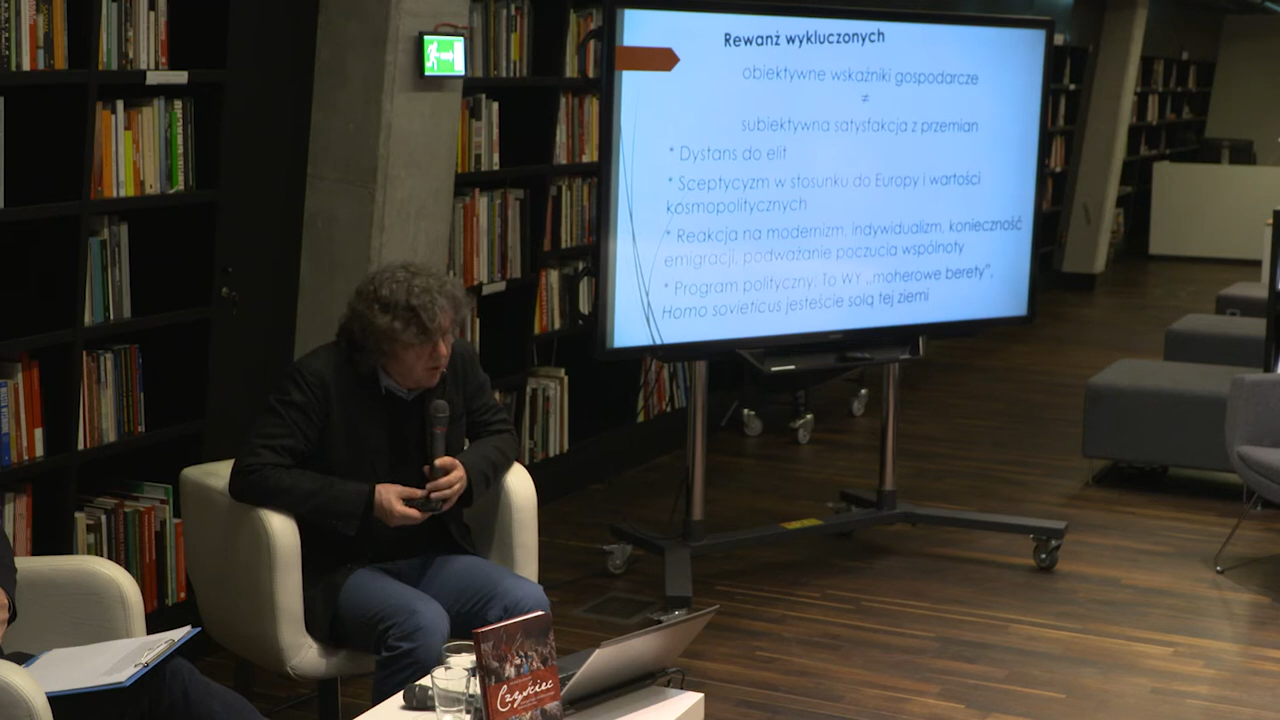 Rewanż wykluczonych
obiektywne wskaźniki gospodarcze
≠
subiektywna satysfakcja z przemian
* Dystans do elit
* Sceptycyzm w stosunku do Europy i wartości
kosmopolitycznych
* Reakcja na modernizm, indywidualizm, konieczność
emigracji, podważanie poczucia wspólnoty
* Program polityczny: To WY „moherowe berety”,
Homo sovieticus jesteście solą tej ziemi
Czyściec